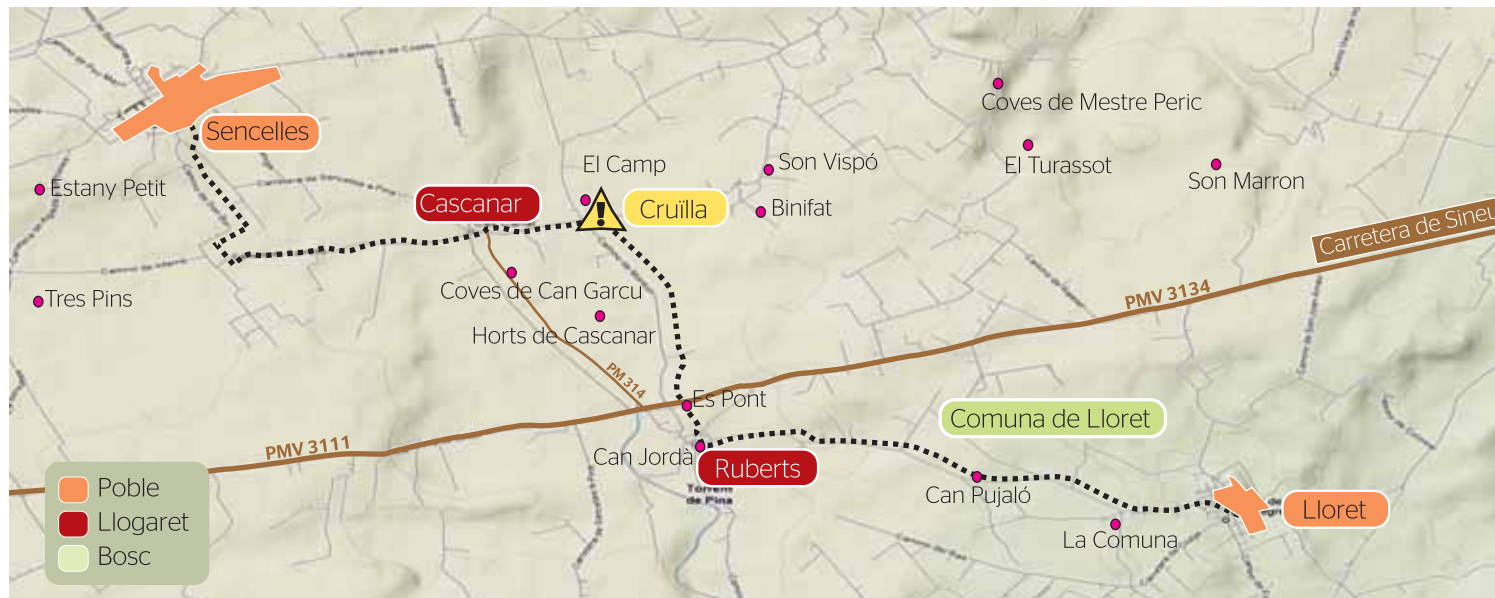 Coves de Mestre Peric
Sencelles
El Camp
Son Vispó
El Turassot
Son Marron
Estany Petit
Cascanar
Cruïlla
Binifat
Carretera de Sineu
Coves de Can Garcu
Tres Pins
PMV 3134
Horts de Cascanar
PM 314
Es Pont
Comuna de Lloret
PMV 3111
Can Jordà
Ruberts
Torrent
de Pina
Can Pujaló
Lloret
La Comuna
Poble
Llogaret
Bosc